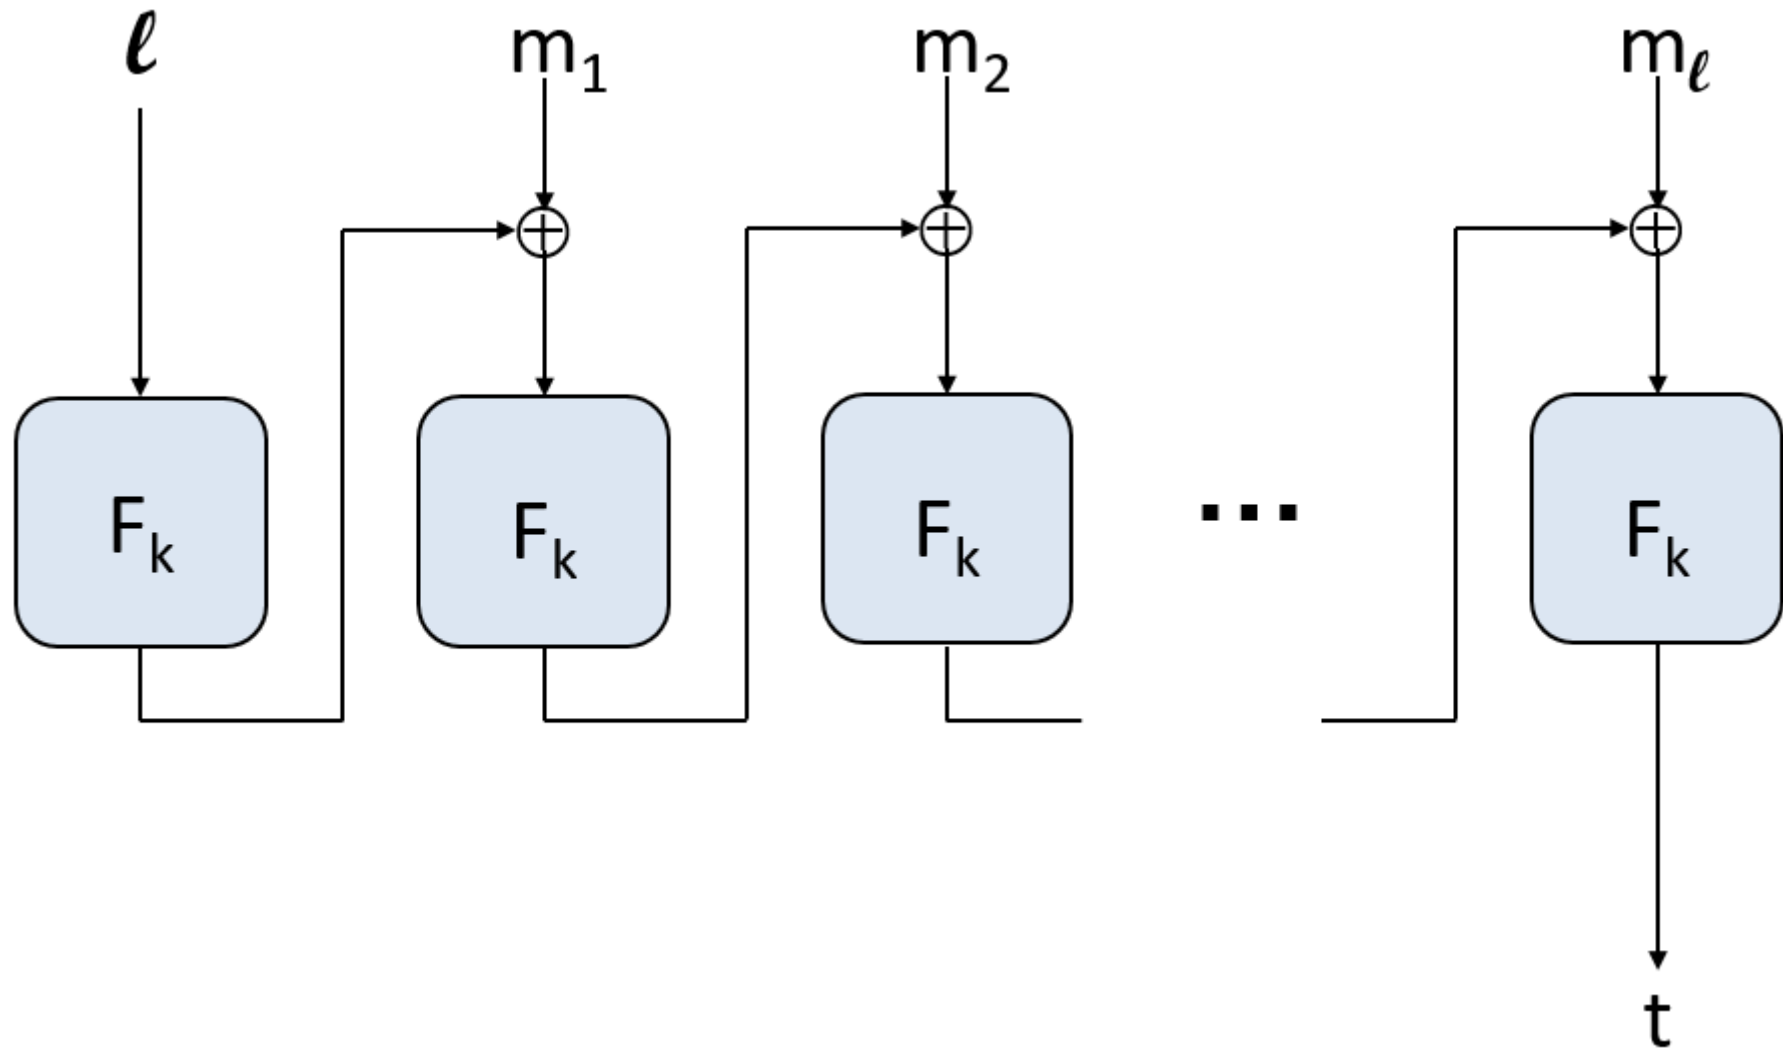 ℓ m₁ m₂ mℓ
Fₖ Fₖ Fₖ ... Fₖ
t